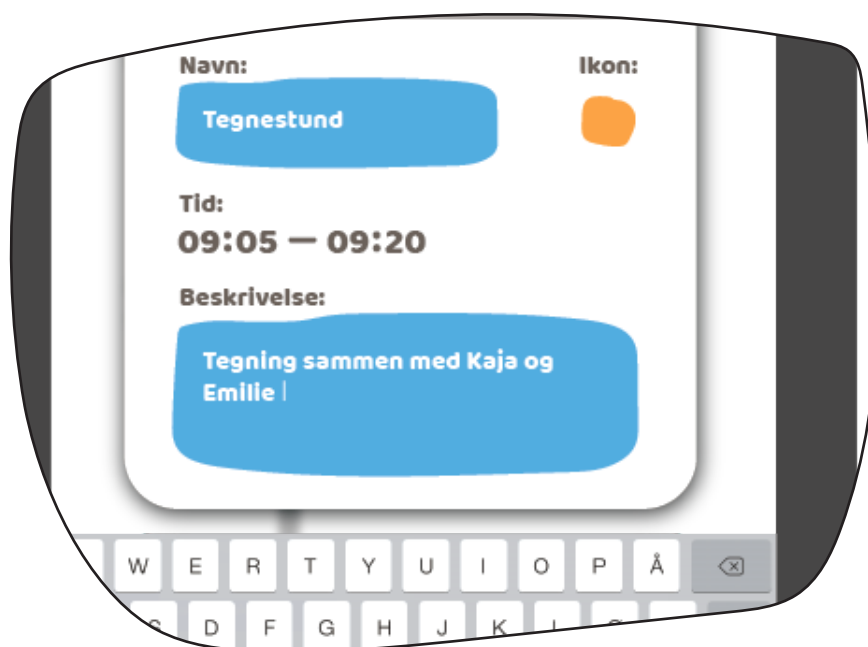 Navn:
Ikon:
Tegnestund
Tid:
09:05 — 09:20
Beskrivelse:
Tegning sammen med Kaja og
Emilie
W E R T Y U I O P Å
D F G H J K